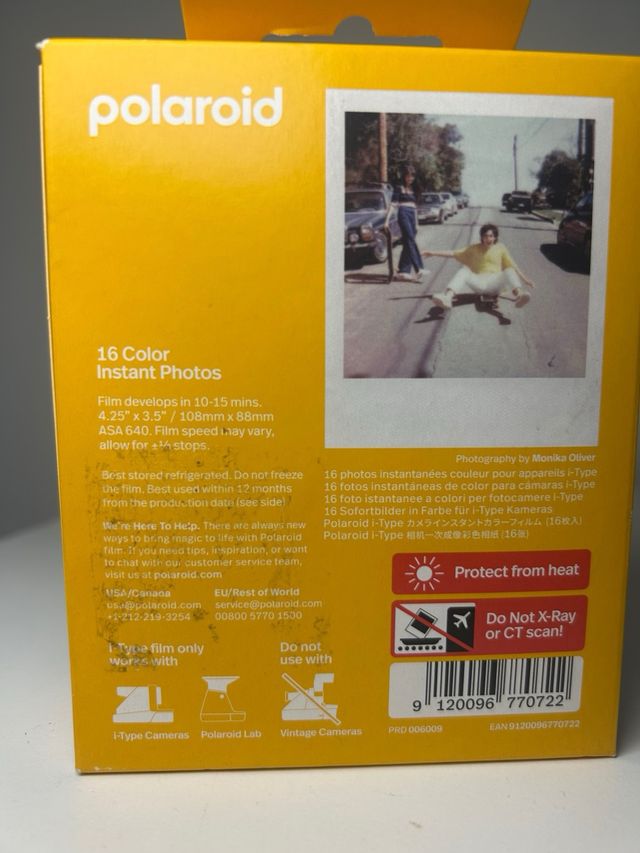 polaroid
16 Color
Instant Photos
Film develops in 10-15 mins.
4.25" x 3.5" / 108mm x 88mm
ASA 640. Film speed may vary,
allow for +⅓ stops.
Best stored refrigerated. Do not freeze
the film. Best used within 12 months
from the production data (see side)
We're Here To Help. There are always new
ways to bring magic to life with Polaroid
film. If you need tips, inspiration, or want
to chat with our customer service team,
visit us at polaroid.com
USA/Canada
usa@polaroid.com
+1-212-219-3254
EU/Rest of World
service@polaroid.com
00800 5770 1500
i-Type film only
works with
Do not
use with
i-Type Cameras
Polaroid Lab
Vintage Cameras
Photography by Monika Oliver
16 photos instantanées couleur pour appareils i-Type
16 fotos instantáneas de color para cámaras i-Type
16 foto istantanee a colori per fotocamere i-Type
16 Sofortbilder in Farbe für i-Type Kameras
Polaroid i-Type カメラインスタントカラーフィルム (16枚入)
Polaroid i-Type 相机一次成像彩色相纸 (16张)
Protect from heat
Do Not X-Ray
or CT scan!
9 120096 770722
PRD 006009
EAN 9120096770722